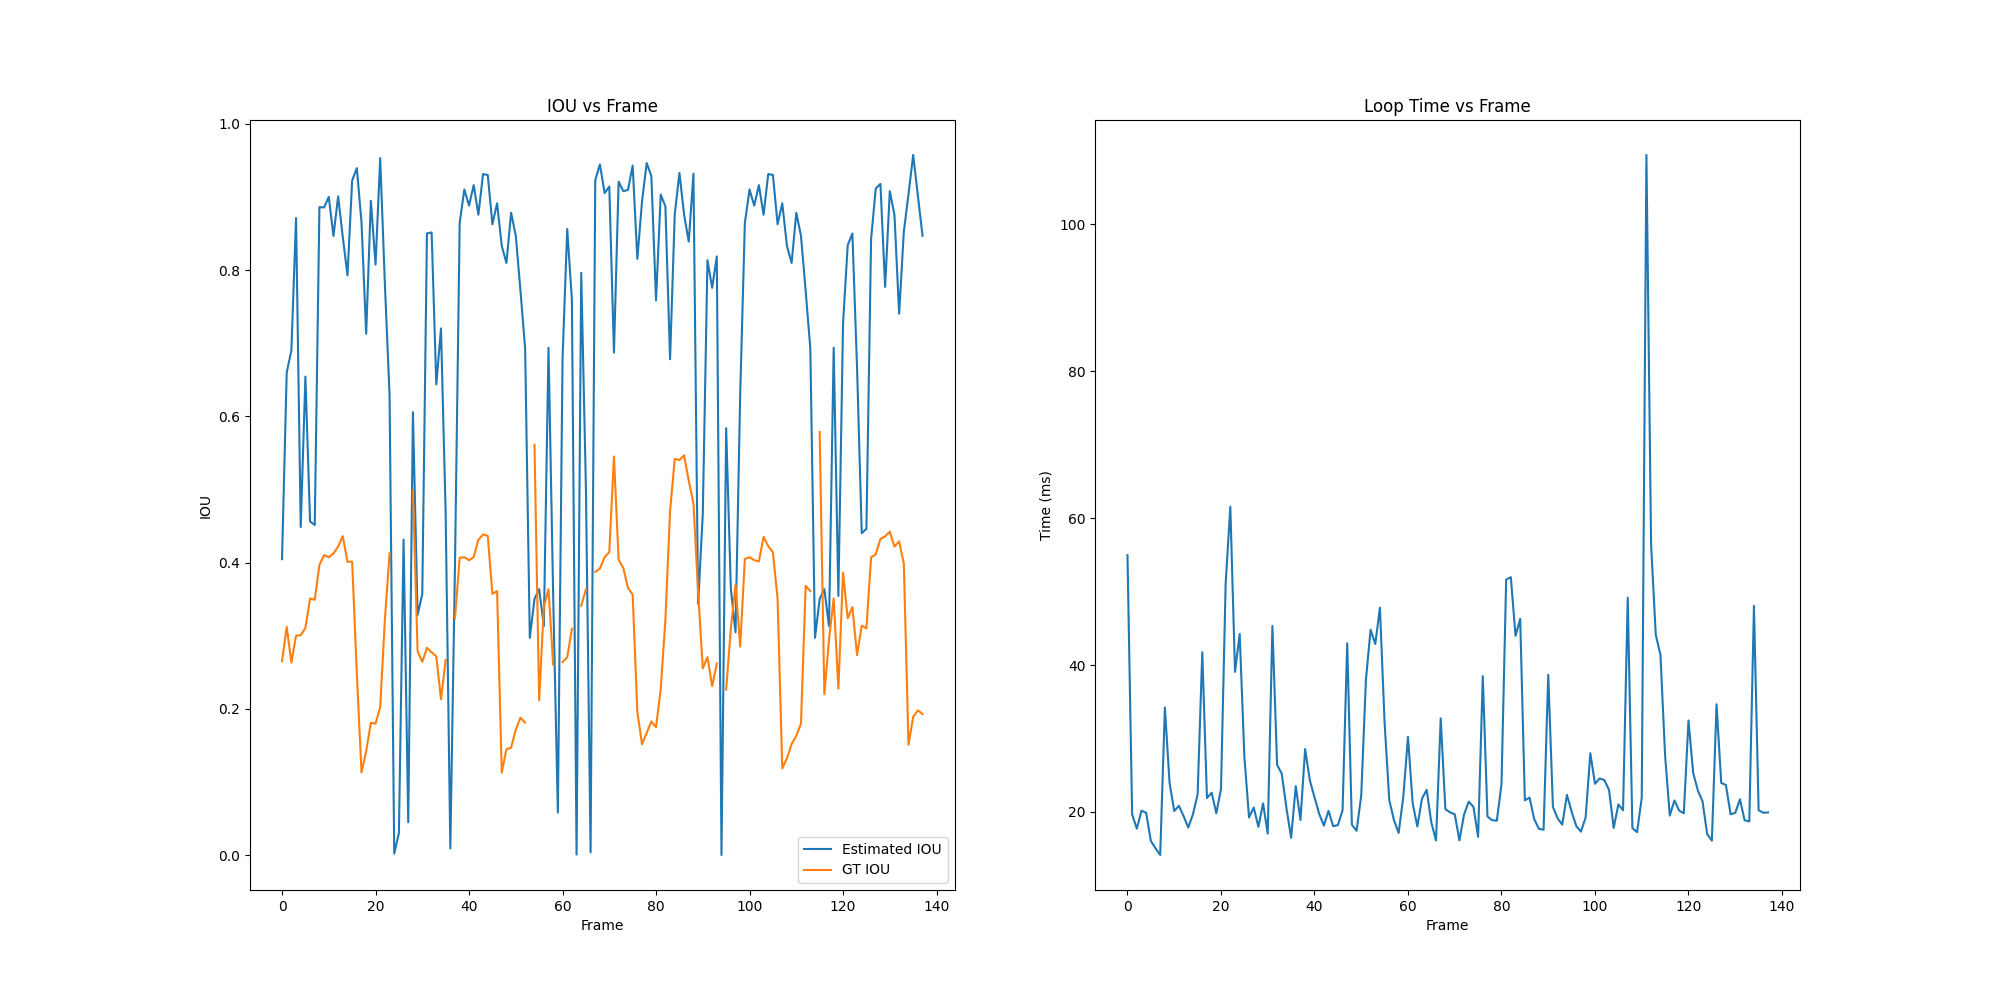 IOU vs Frame
1.0
0.8
0.6
0.4
0.2
0.0
IOU
0 20 40 60 80 100 120 140
Frame
Estimated IOU
GT IOU
Loop Time vs Frame
100
80
60
40
20
Time (ms)
0 20 40 60 80 100 120 140
Frame